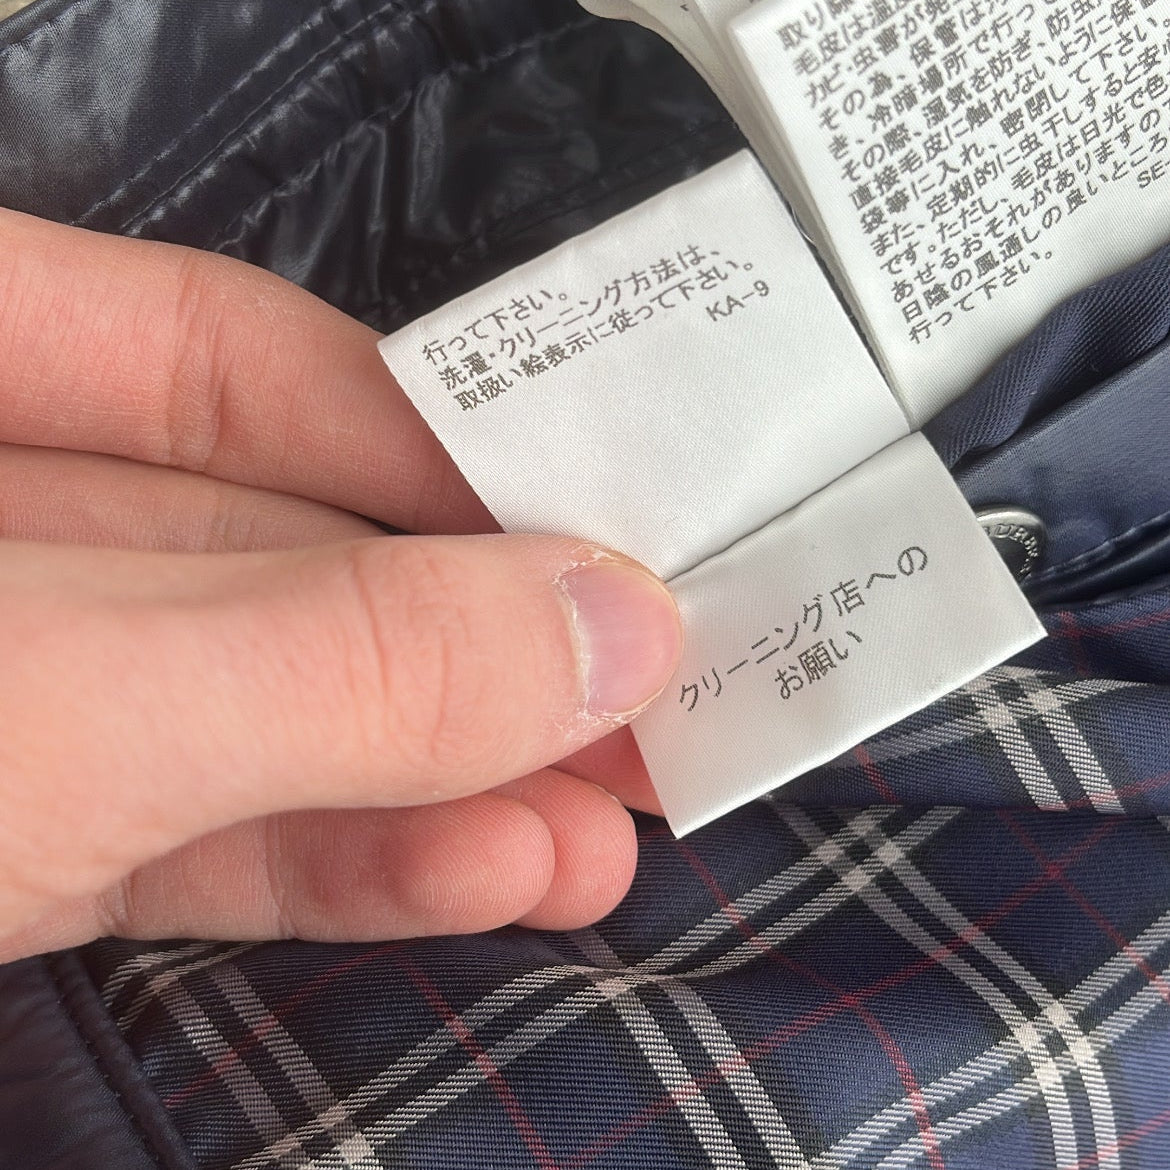 行って下さい。
洗濯・クリーニング方法は、
取扱い絵表示に従って下さい。
KA-9
クリーニング店への
お願い
取り
毛皮は湿
カビ・虫害が発
その為、保管は
き、冷暗場所で行っ
その際、湿気を防ぎ、防虫
直接毛皮に触れないように保
袋等に入れ、密閉して下さい。
また、定期的に虫干しすると安
です。ただし、毛皮は日光で色
あせるおそれがありますの
日陰の風通しの良いところ
行って下さい。
SE-